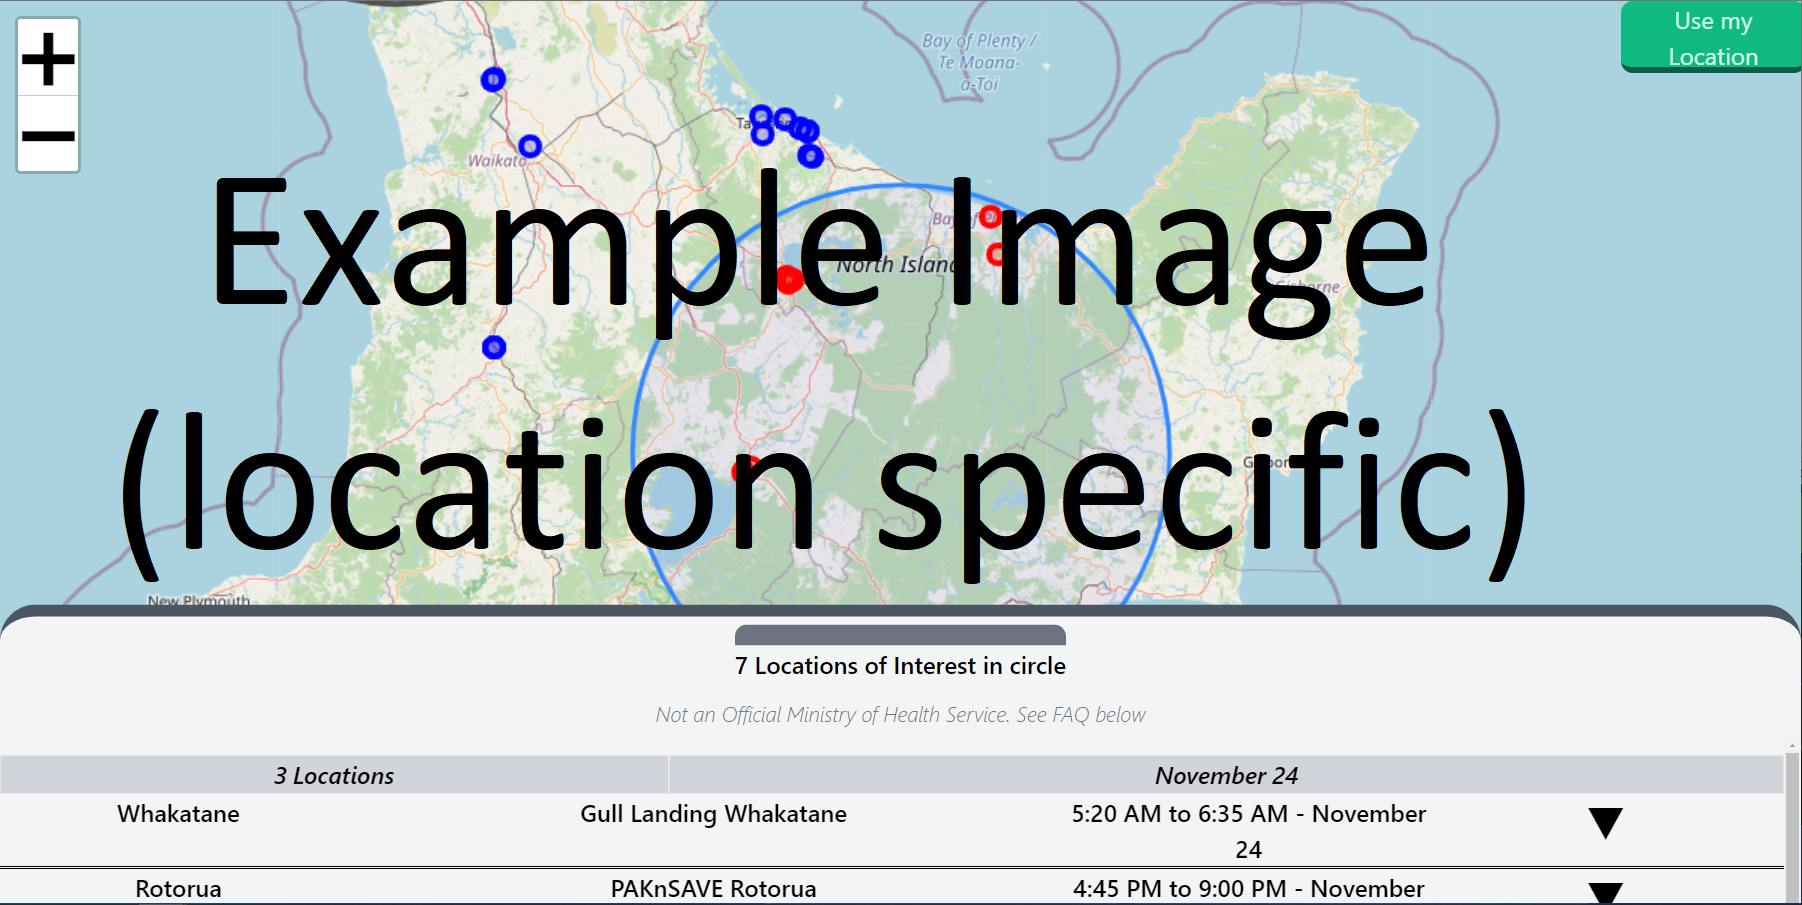 +
Use my
Location
Bay of Plenty /
Te Moana-
a-Toi
−
Waikato
Example Image
North Island
Gisborne
(location specific)
New Plymouth
7 Locations of Interest in circle
Not an Official Ministry of Health Service. See FAQ below
3 Locations November 24
Whakatane Gull Landing Whakatane 5:20 AM to 6:35 AM - November
24
Rotorua PAKnSAVE Rotorua 4:45 PM to 9:00 PM - November